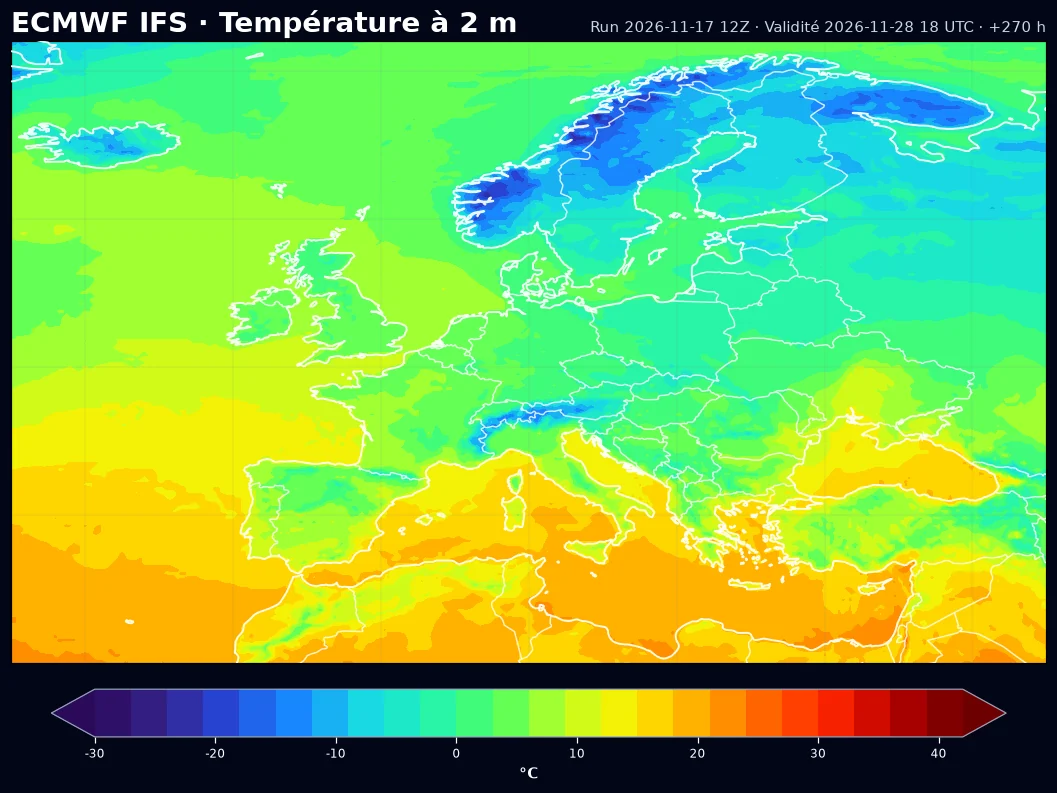 ECMWF IFS · Température à 2 m
Run 2026-11-17 12Z · Validité 2026-11-28 18 UTC · +270 h
-30 -20 -10 0 10 20 30 40
°C